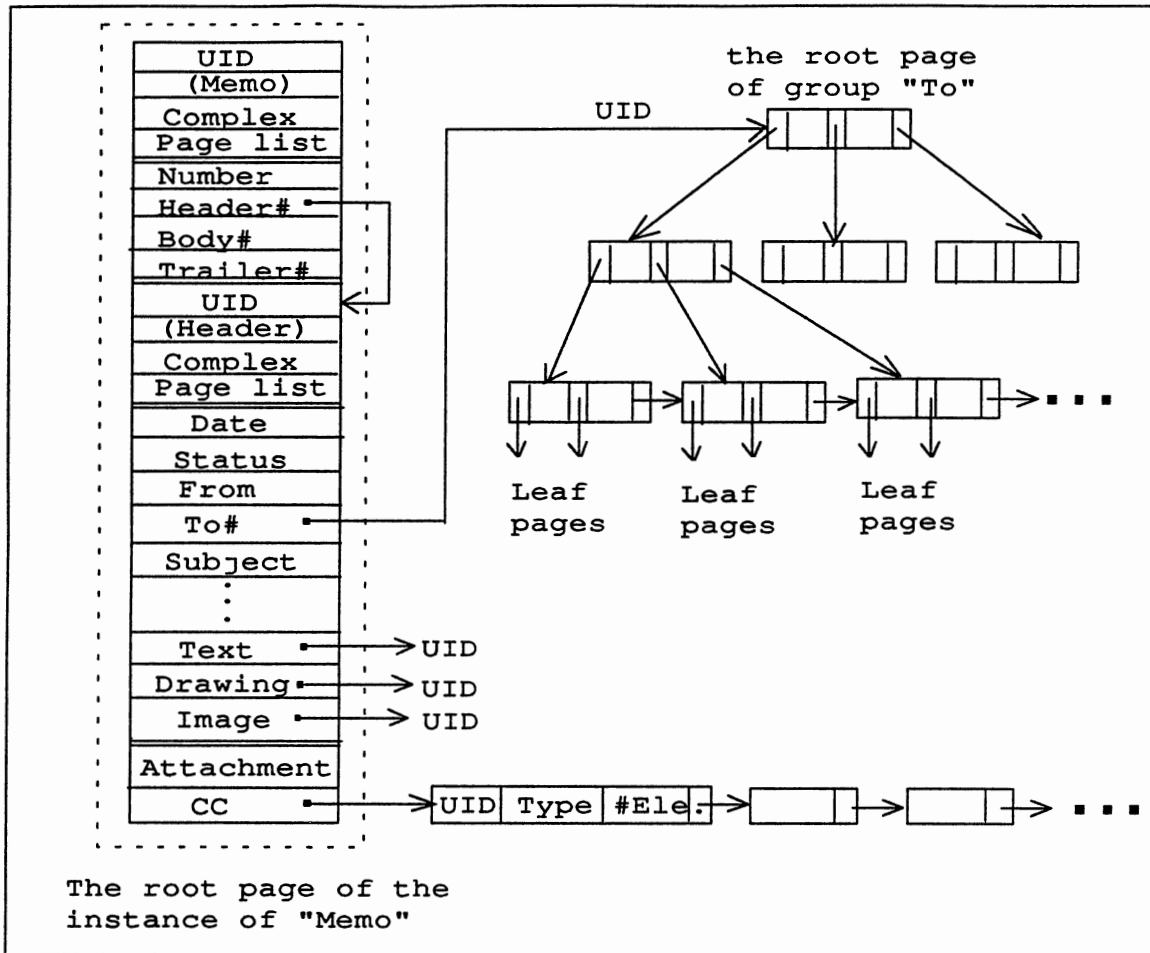 UID
(Memo)
Complex
Page list
Number
Header#
Body#
Trailer#
UID
(Header)
Complex
Page list
Date
Status
From
To#
Subject
Text
Drawing
Image
Attachment
CC
the root page
of group "To"
UID
Leaf
pages
Leaf
pages
Leaf
pages
UID
UID
UID
UID Type #Ele.
The root page of the
instance of "Memo"